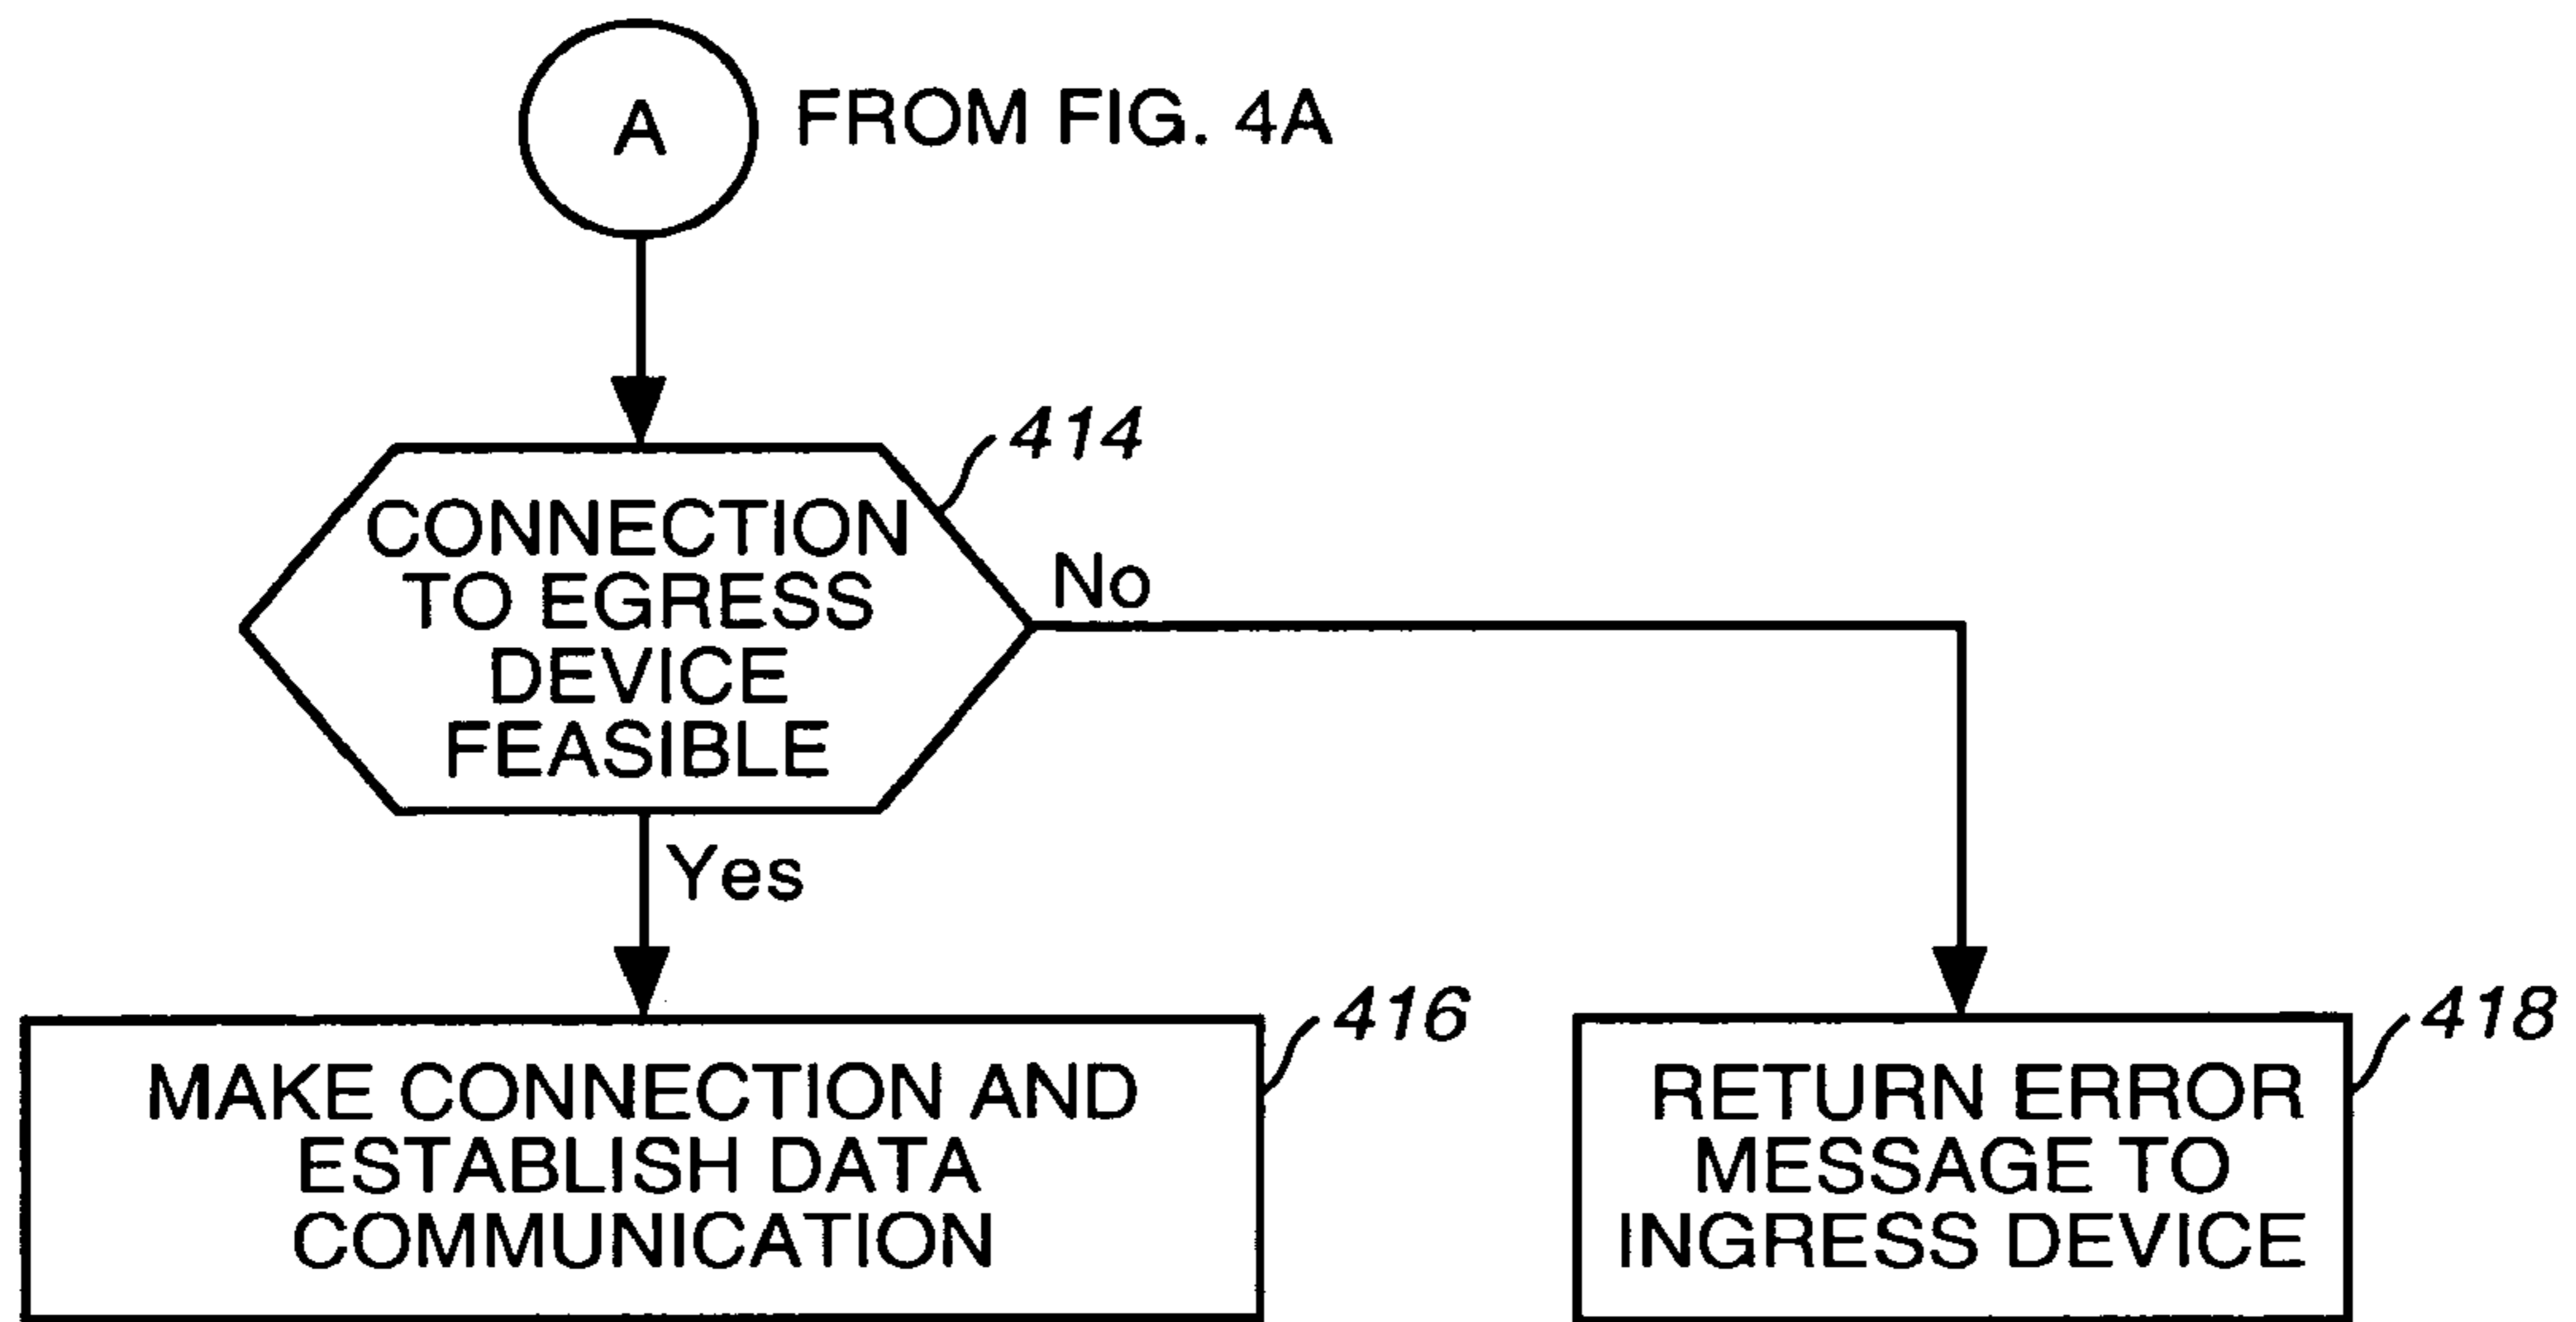 A
FROM FIG. 4A
414
CONNECTION
TO EGRESS
DEVICE
FEASIBLE
No
Yes
416
MAKE CONNECTION AND
ESTABLISH DATA
COMMUNICATION
418
RETURN ERROR
MESSAGE TO
INGRESS DEVICE